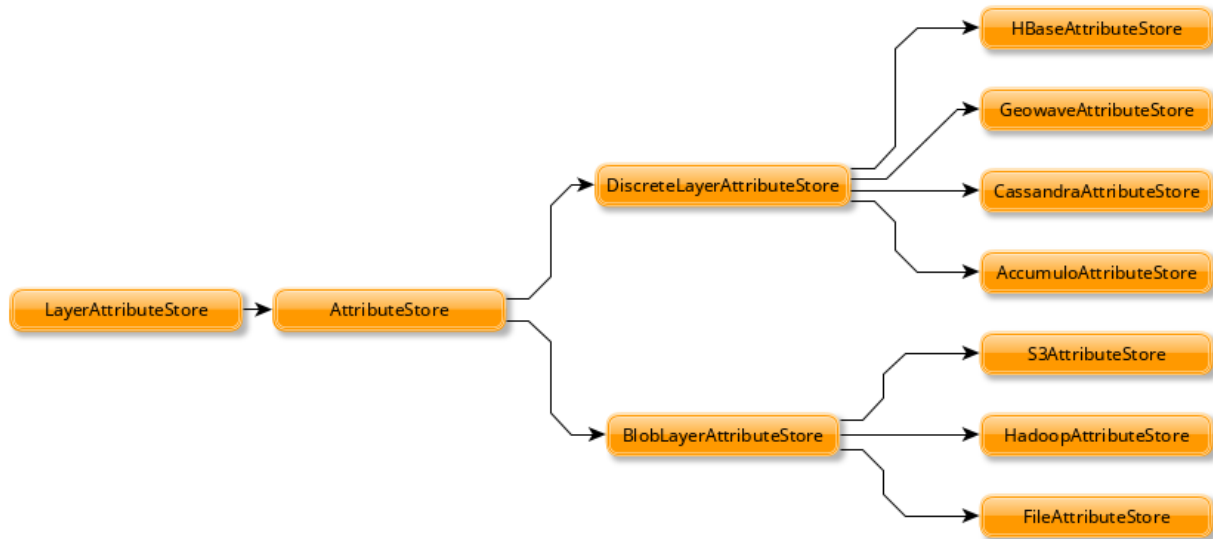 LayerAttributeStore
AttributeStore
DiscreteLayerAttributeStore
HBaseAttributeStore
GeowaveAttributeStore
CassandraAttributeStore
AccumuloAttributeStore
BlobLayerAttributeStore
S3AttributeStore
HadoopAttributeStore
FileAttributeStore